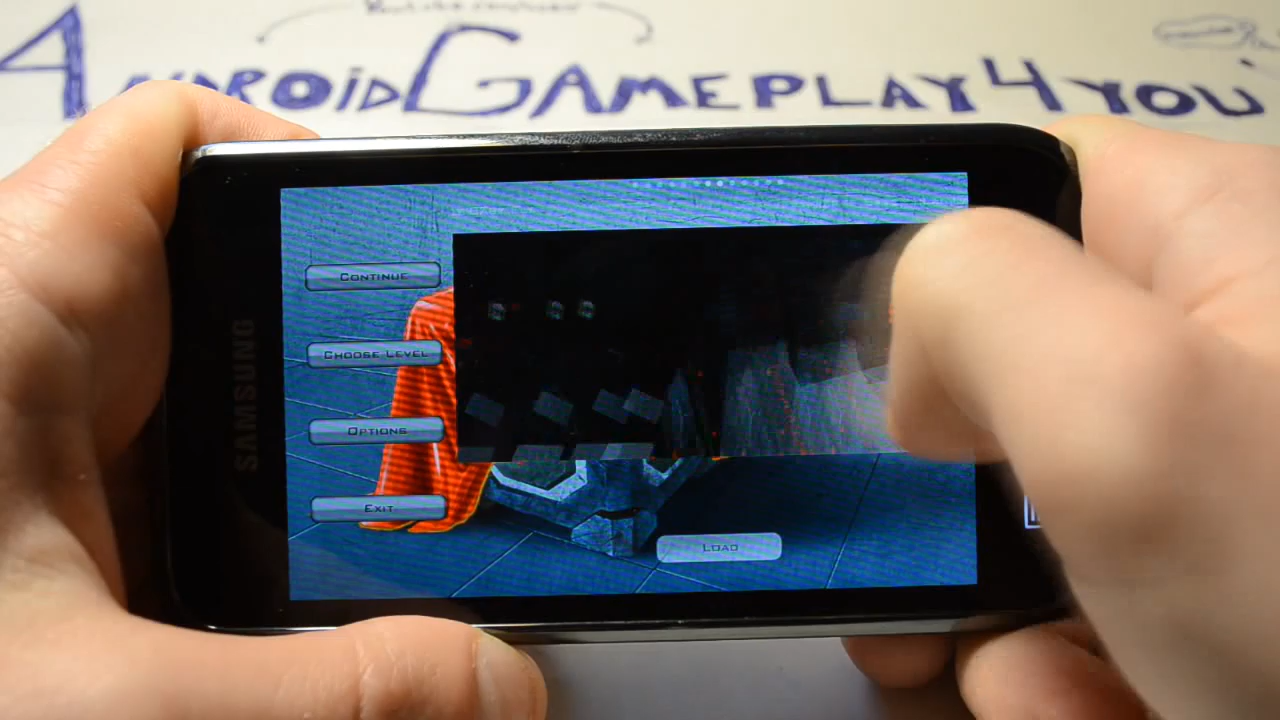 ANDROiDGAMEPLAY4YOU
SAMSUNG
CONTINUE
CHOOSE LEVEL
OPTIONS
EXIT
LOAD